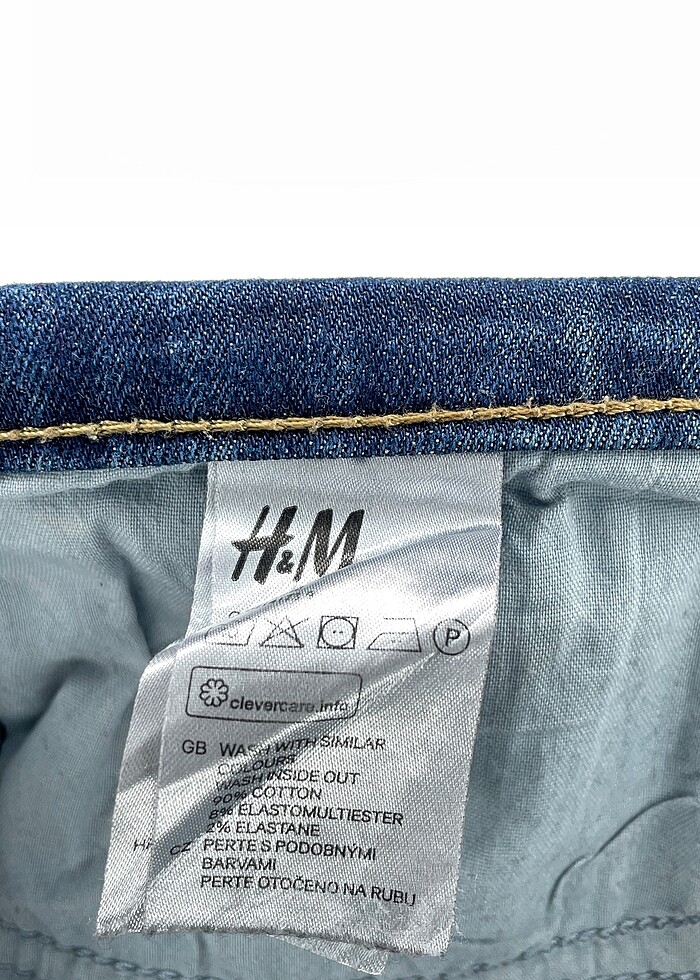 H&M
P
clevercare.info
GB WASH WITH SIMILAR
COLOURS
WASH INSIDE OUT
90% COTTON
8% ELASTOMULTIESTER
2% ELASTANE
CZ PERTE S PODOBNÝMI
BARVAMI
PERTE OTOČENO NA RUBU